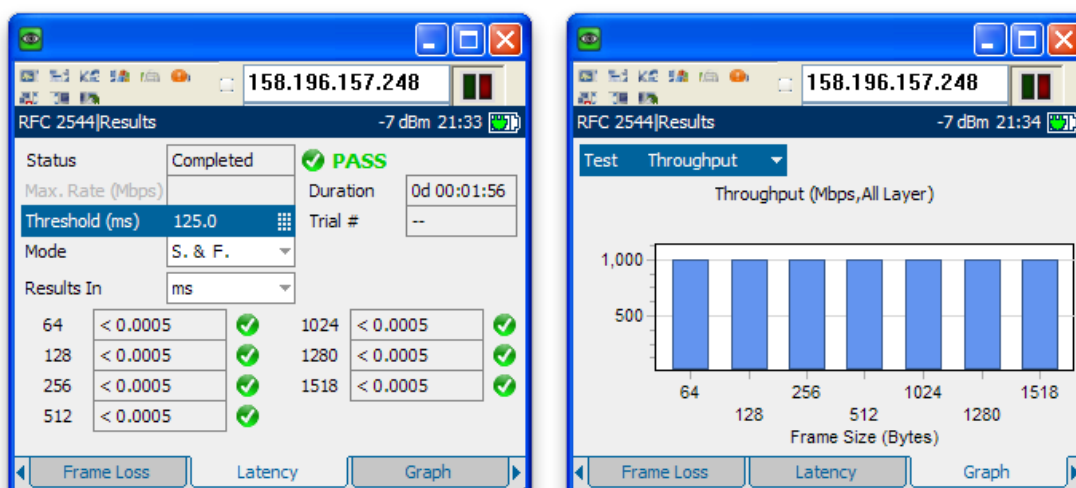 158.196.157.248
RFC 2544|Results -7 dBm 21:33
Status Completed PASS
Max. Rate (Mbps) Duration 0d 00:01:56
Threshold (ms) 125.0 Trial # --
Mode S. & F.
Results In ms
64 < 0.0005 1024 < 0.0005
128 < 0.0005 1280 < 0.0005
256 < 0.0005 1518 < 0.0005
512 < 0.0005
Frame Loss Latency Graph
158.196.157.248
RFC 2544|Results -7 dBm 21:34
Test Throughput
Throughput (Mbps,All Layer)
1,000
500
64 256 1024 1518
128 512 1280
Frame Size (Bytes)
Frame Loss Latency Graph